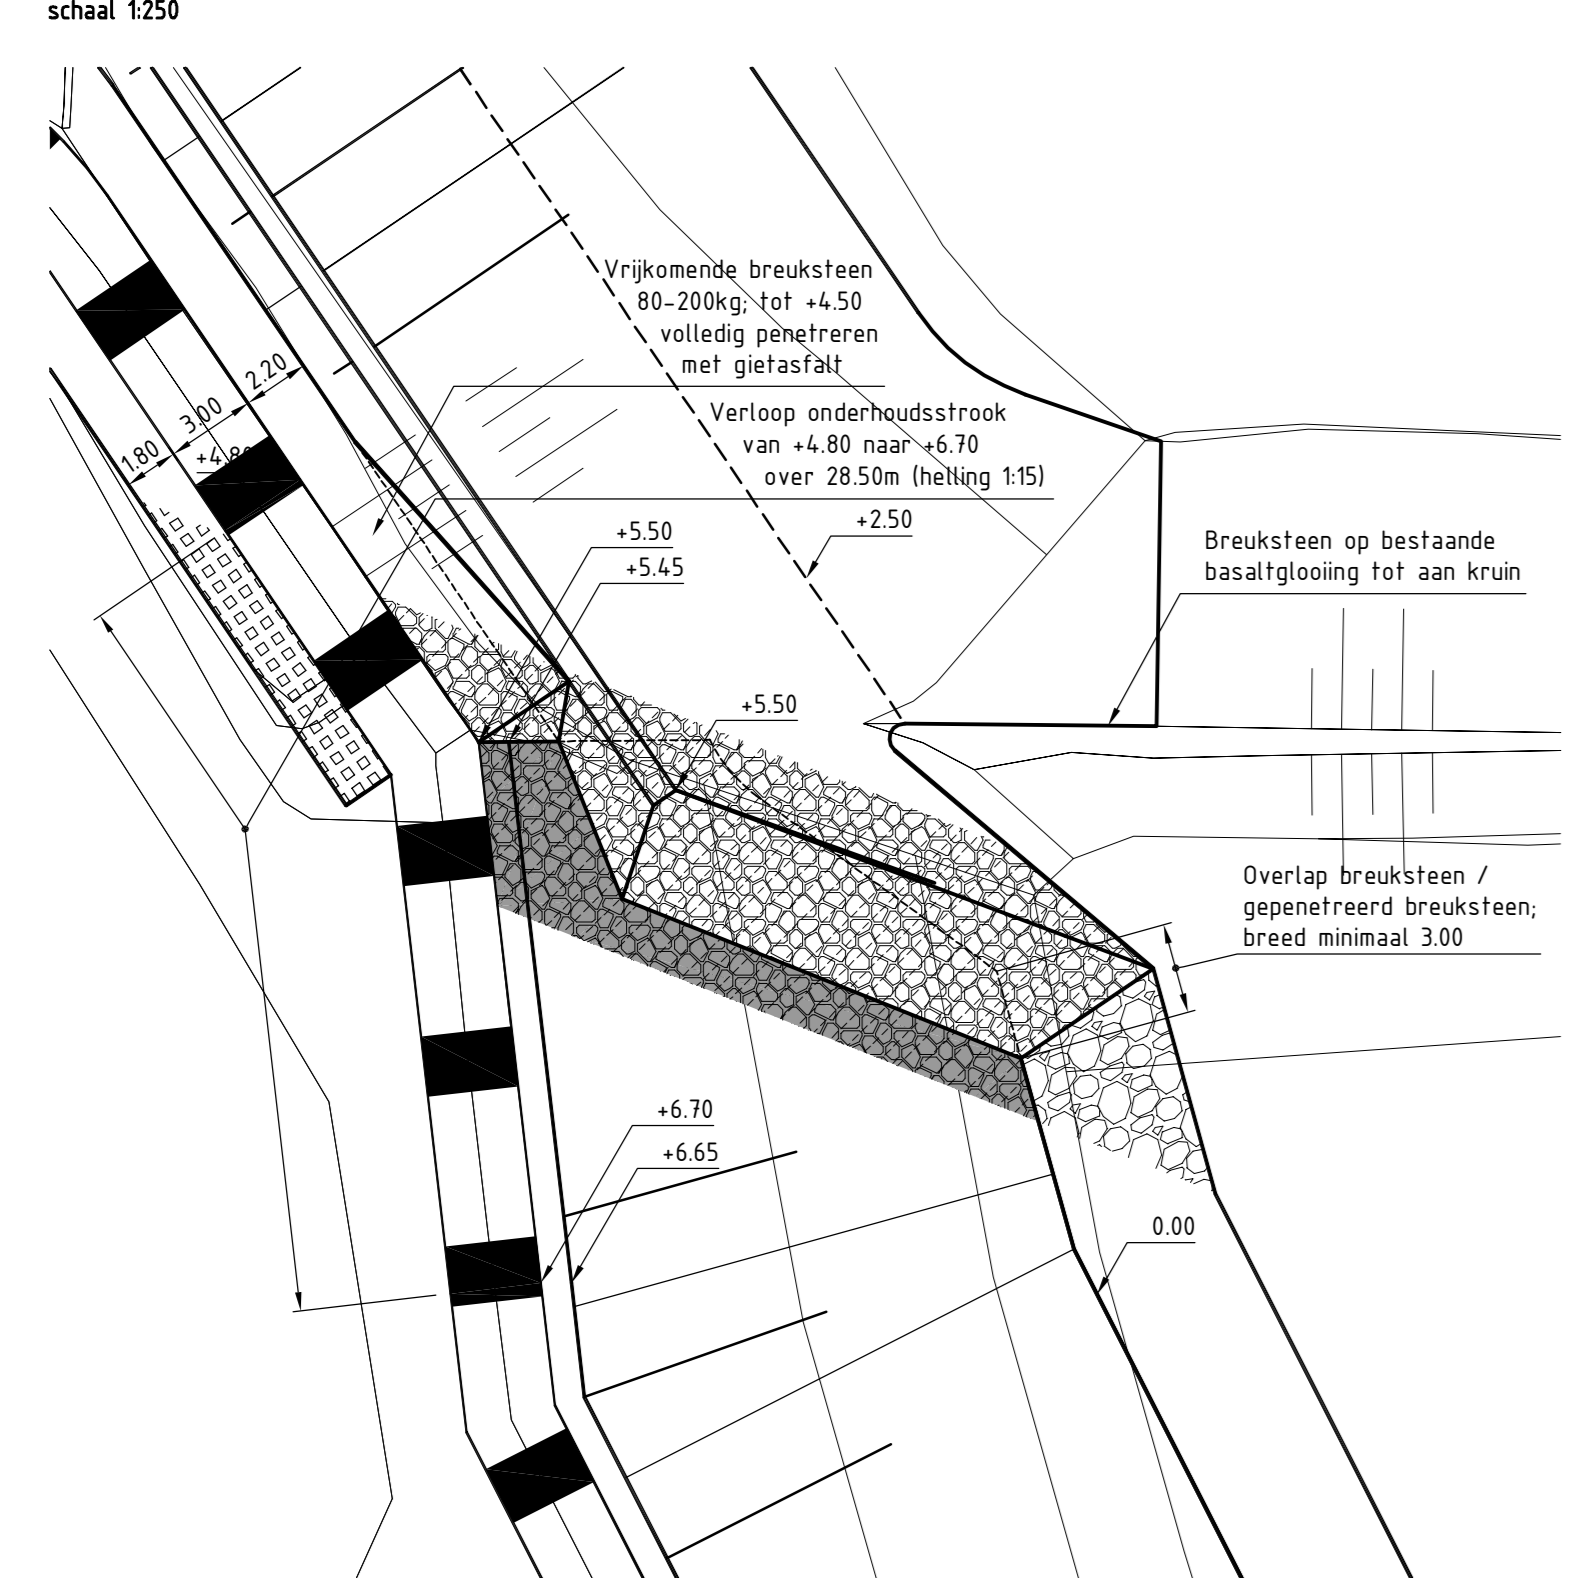 schaal 1:250
Vrijkomende breuksteen
80-200kg; tot +4.50
volledig penetreren
met gietasfalt
2.20
3.00
1.80
+4.80
Verloop onderhoudsstrook
van +4.80 naar +6.70
over 28.50m (helling 1:15)
+2.50
+5.50
+5.45
Breuksteen op bestaande
basaltglooiing tot aan kruin
+5.50
Overlap breuksteen /
gepenetreerd breuksteen;
breed minimaal 3.00
+6.70
+6.65
0.00